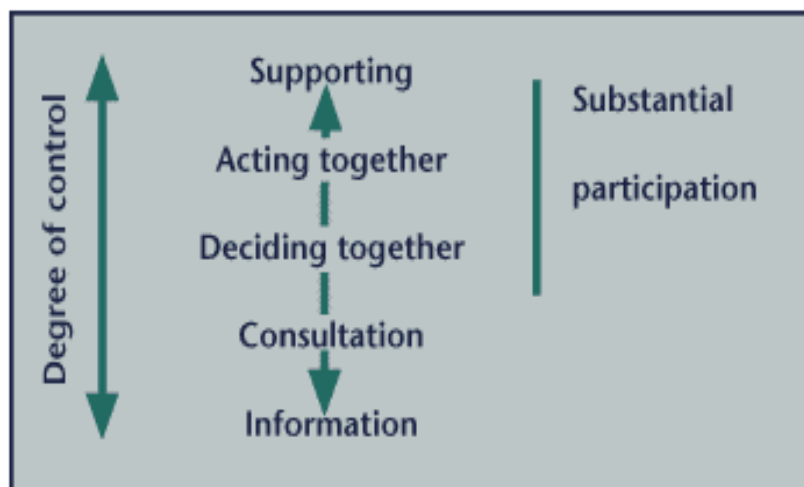 Degree of control
Supporting
Acting together
Deciding together
Consultation
Information
Substantial
participation